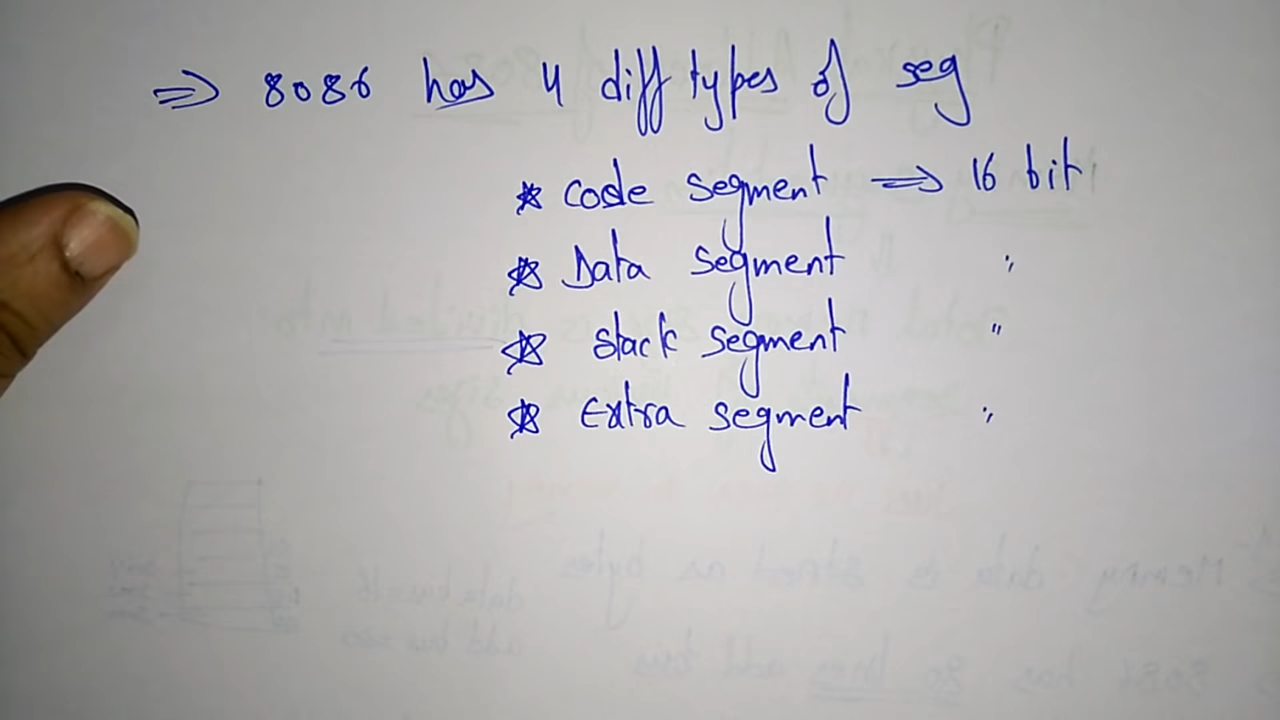 ⇒ 8086 has 4 diff types of seg
* Code segment ⇒ 16 bit
* Data segment "
* Stack segment "
* Extra segment "